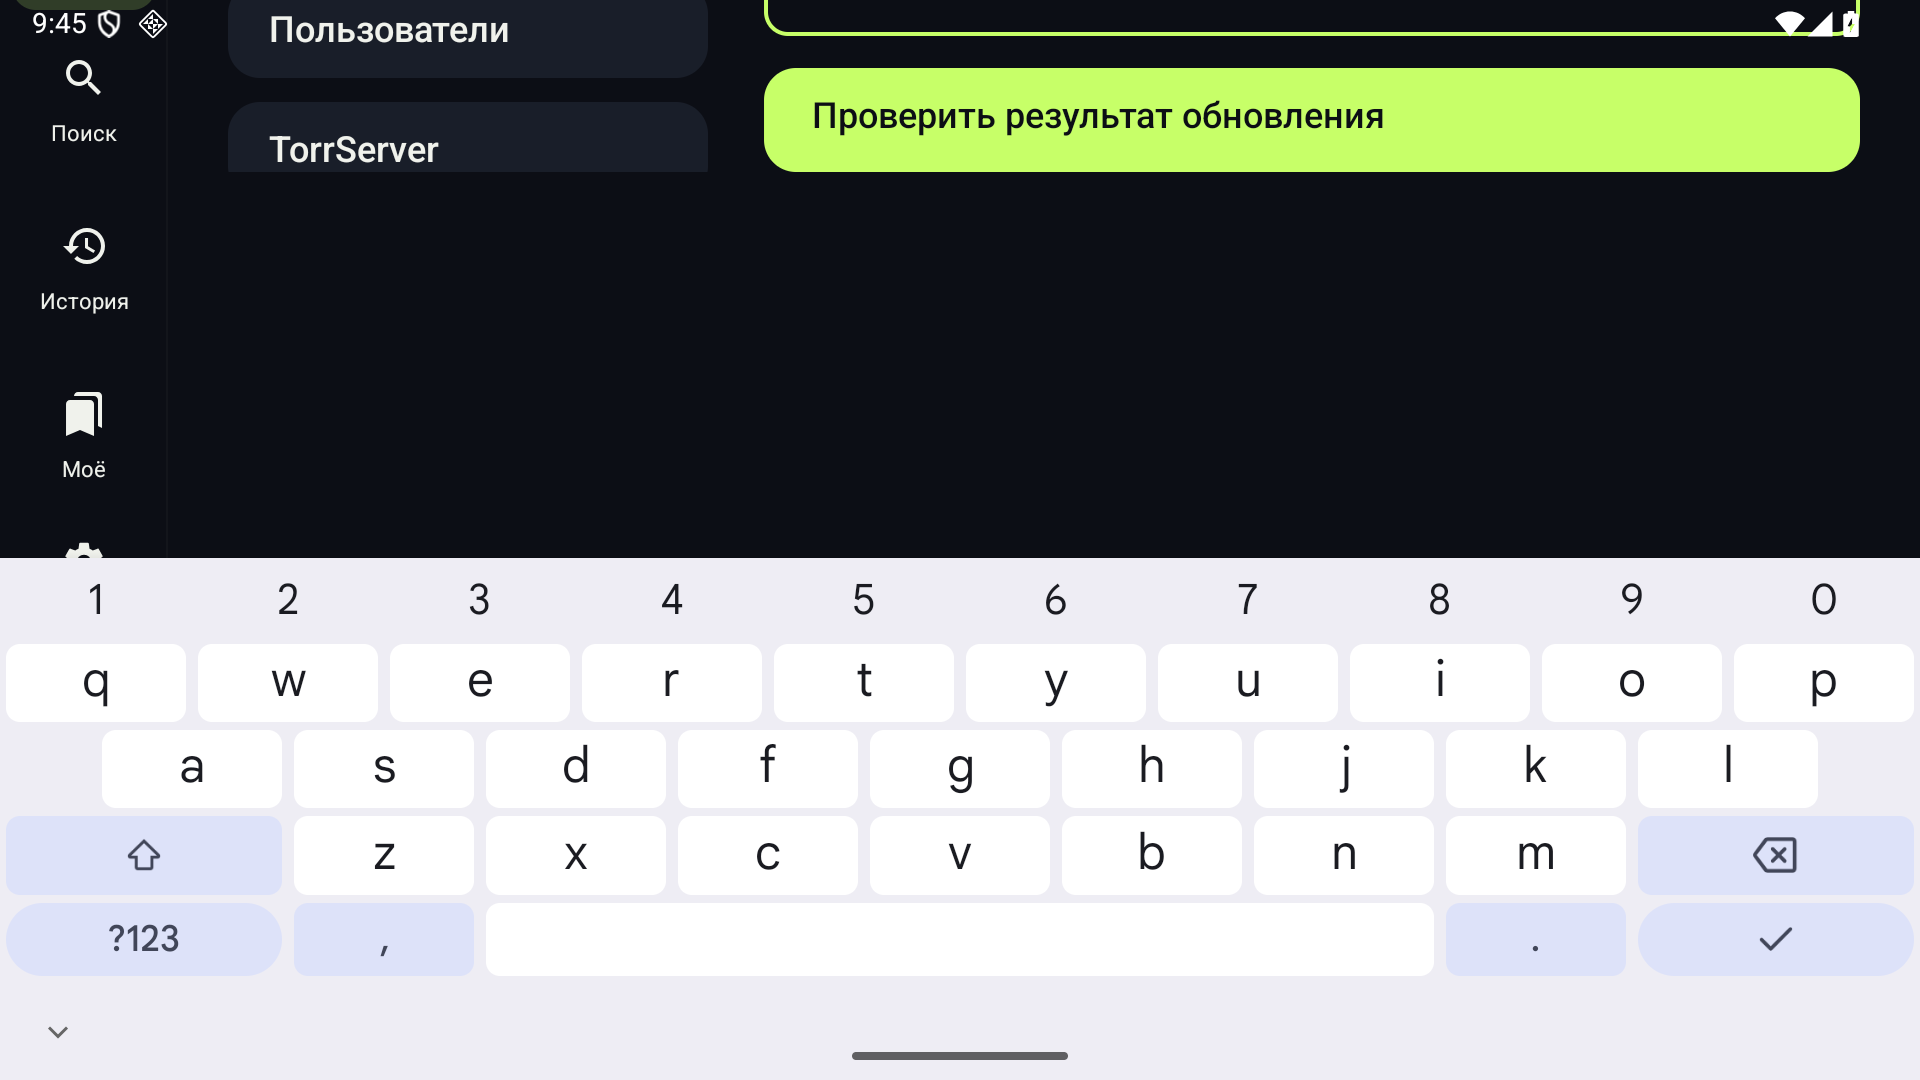 9:45
Поиск
История
Моё
Пользователи
TorrServer
Проверить результат обновления
1 2 3 4 5 6 7 8 9 0
q w e r t y u i o p
a s d f g h j k l
z x c v b n m
?123 , .